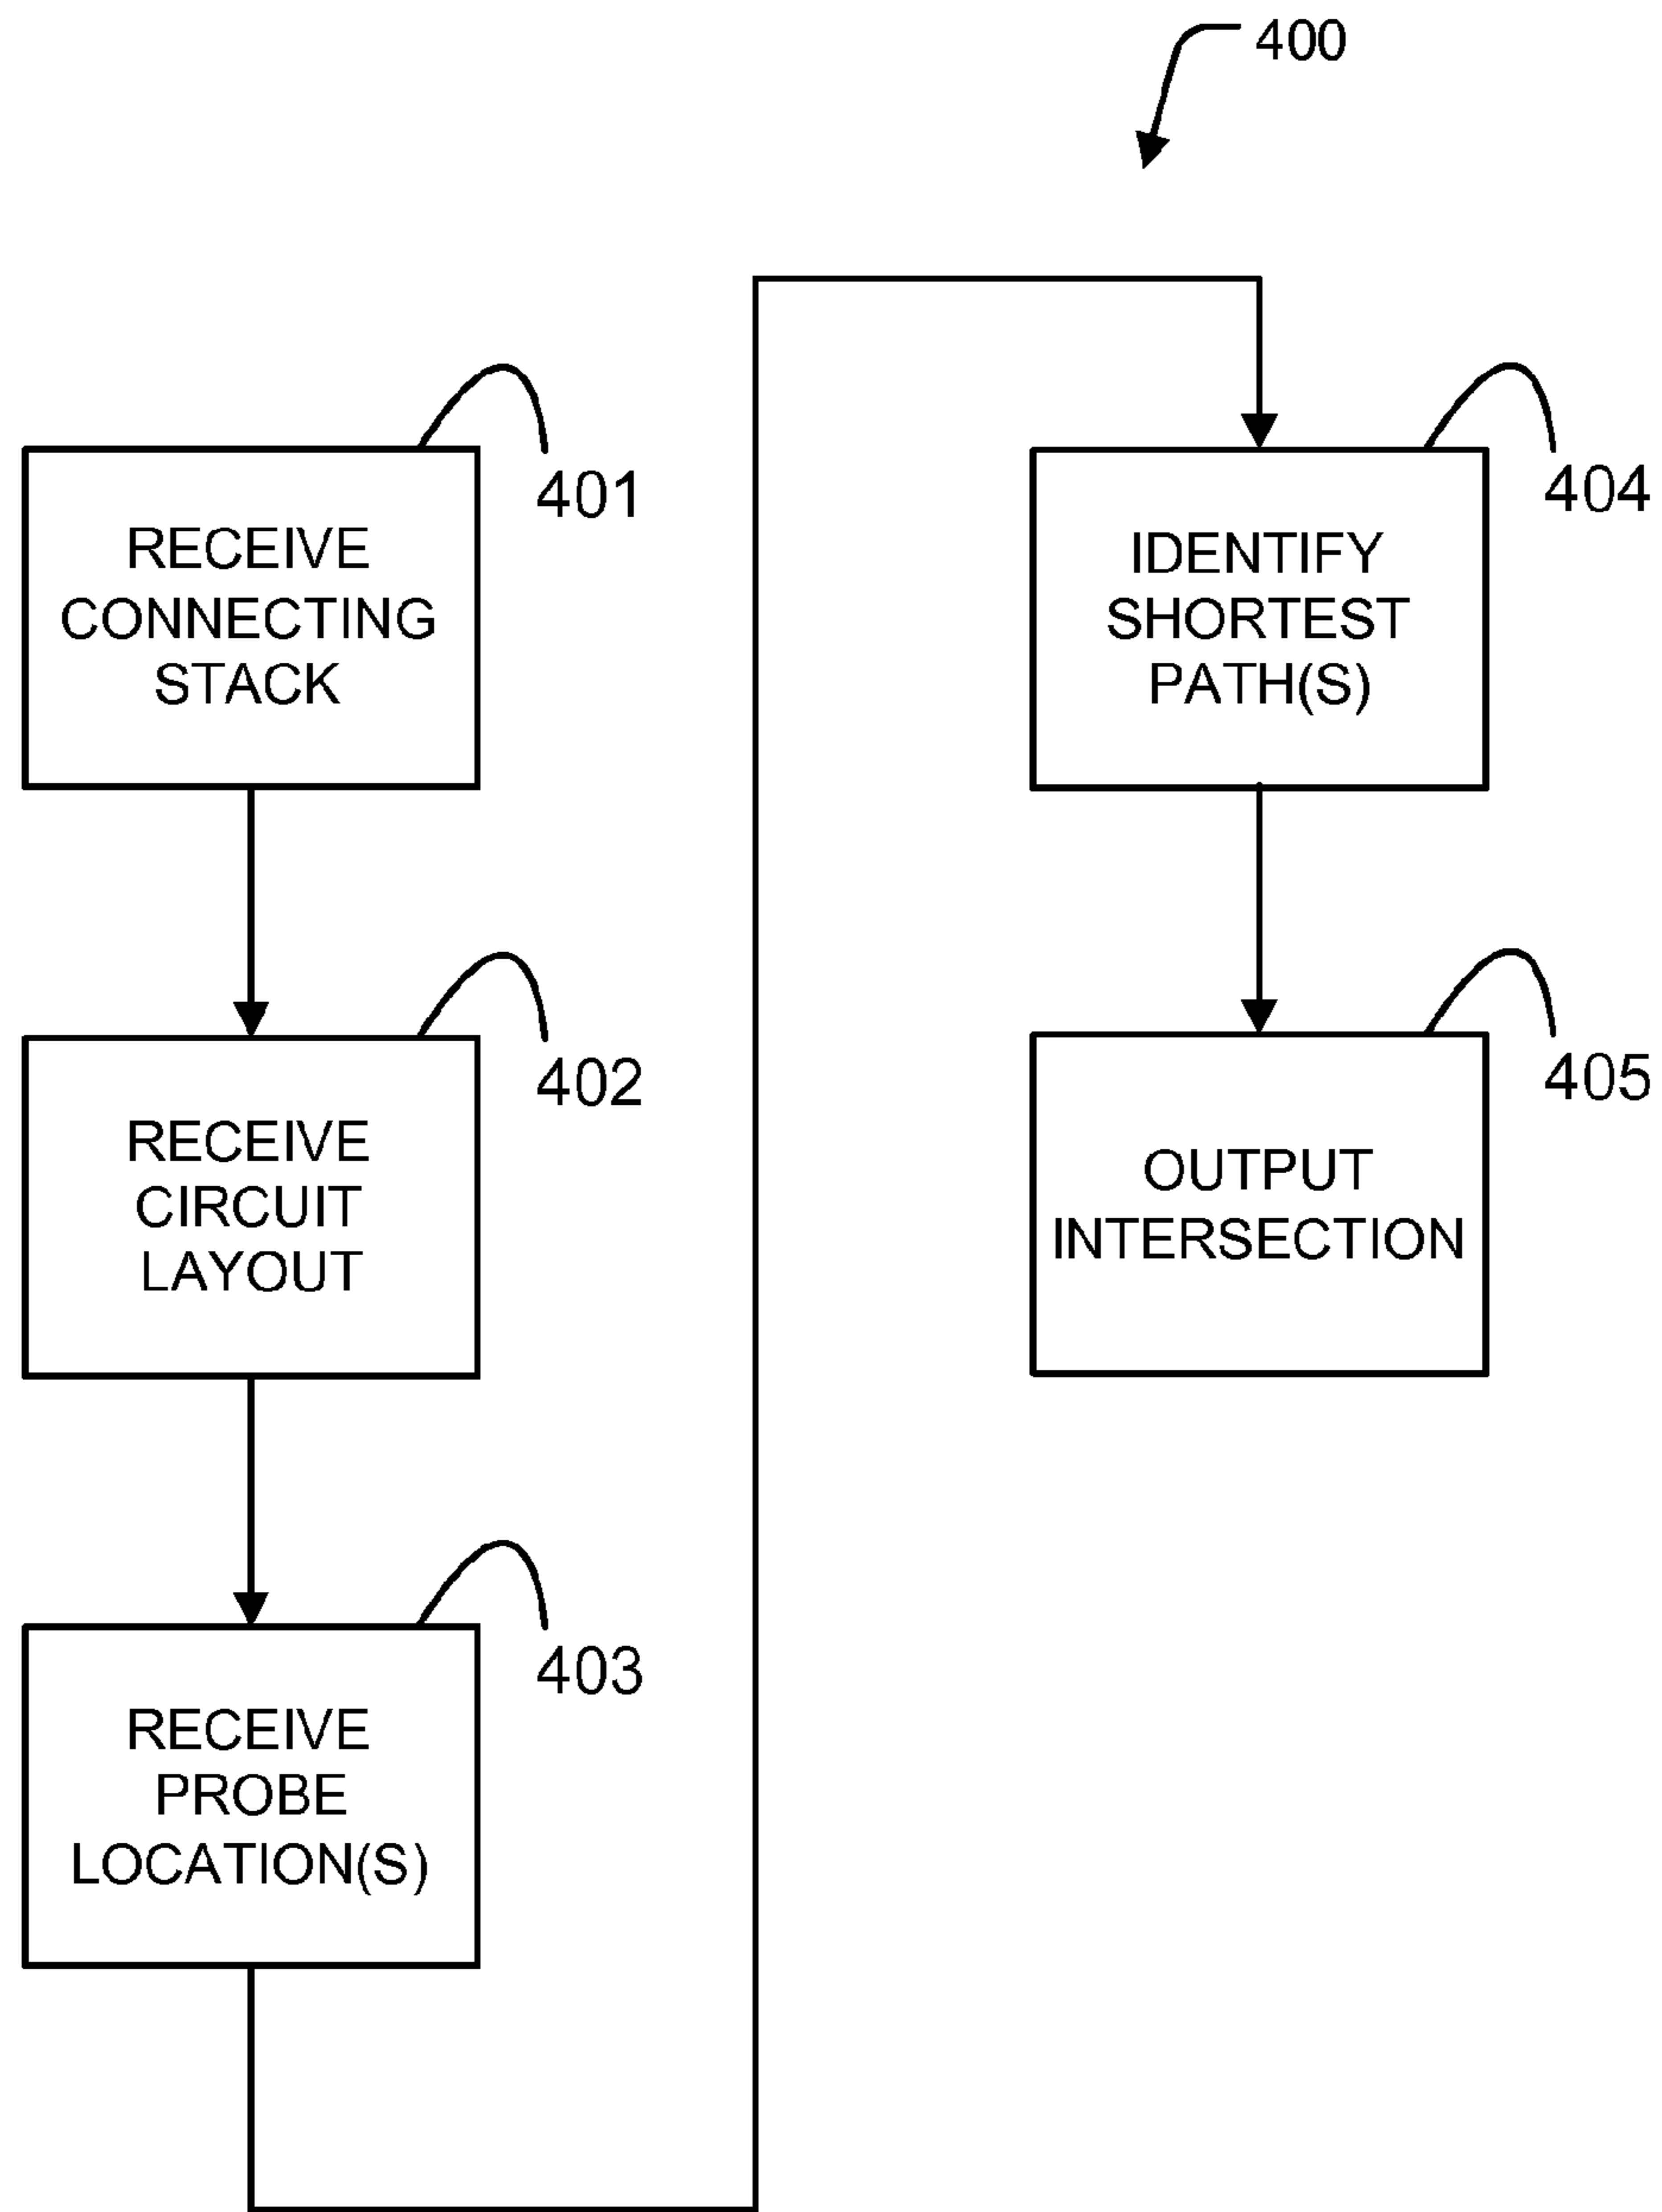 400
401
RECEIVE
CONNECTING
STACK
402
RECEIVE
CIRCUIT
LAYOUT
403
RECEIVE
PROBE
LOCATION(S)
404
IDENTIFY
SHORTEST
PATH(S)
405
OUTPUT
INTERSECTION